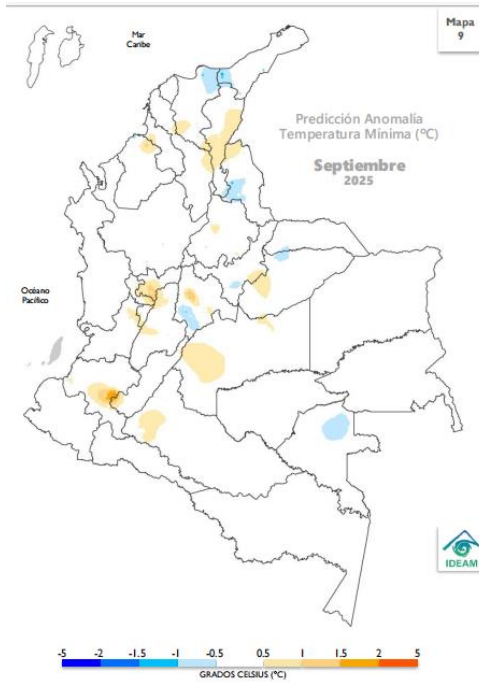 Mapa
9
Mar
Caribe
Predicción Anomalía
Temperatura Mínima (°C)
Septiembre
2025
Océano
Pacífico
IDEAM
-5 -2 -1.5 -1 -0.5 0.5 1 1.5 2 5
GRADOS CELSIUS (°C)